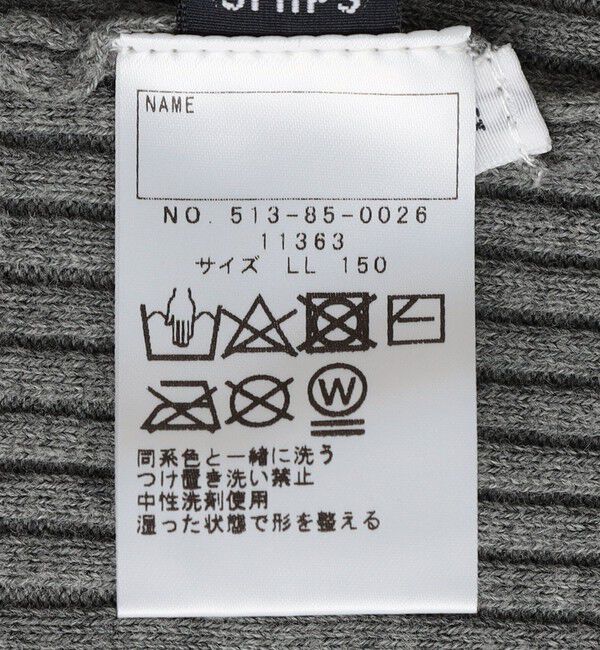 SHIPS
NAME
NO. 513-85-0026
11363
サイズ LL 150
W
同系色と一緒に洗う
つけ置き洗い禁止
中性洗剤使用
湿った状態で形を整える